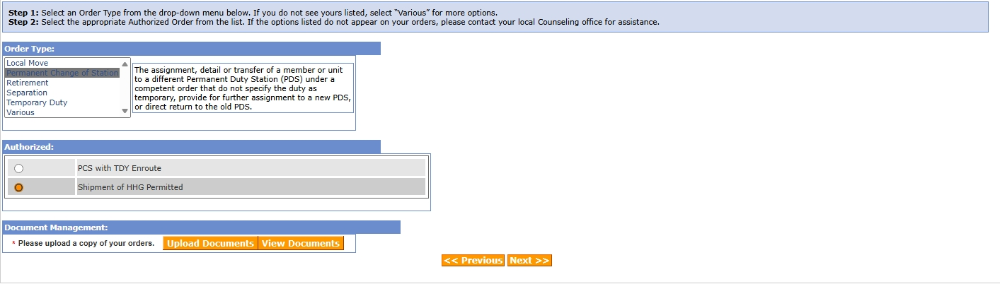 Step 1: Select an Order Type from the drop-down menu below. If you do not see yours listed, select “Various” for more options.
Step 2: Select the appropriate Authorized Order from the list. If the options listed do not appear on your orders, please contact your local Counseling office for assistance.
Order Type:
Local Move
Permanent Change of Station
Retirement
Separation
Temporary Duty
Various
The assignment, detail or transfer of a member or unit
to a different Permanent Duty Station (PDS) under a
competent order that do not specify the duty as
temporary, provide for further assignment to a new PDS,
or direct return to the old PDS.
Authorized:
PCS with TDY Enroute
Shipment of HHG Permitted
Document Management:
* Please upload a copy of your orders. Upload Documents View Documents
<< Previous Next >>